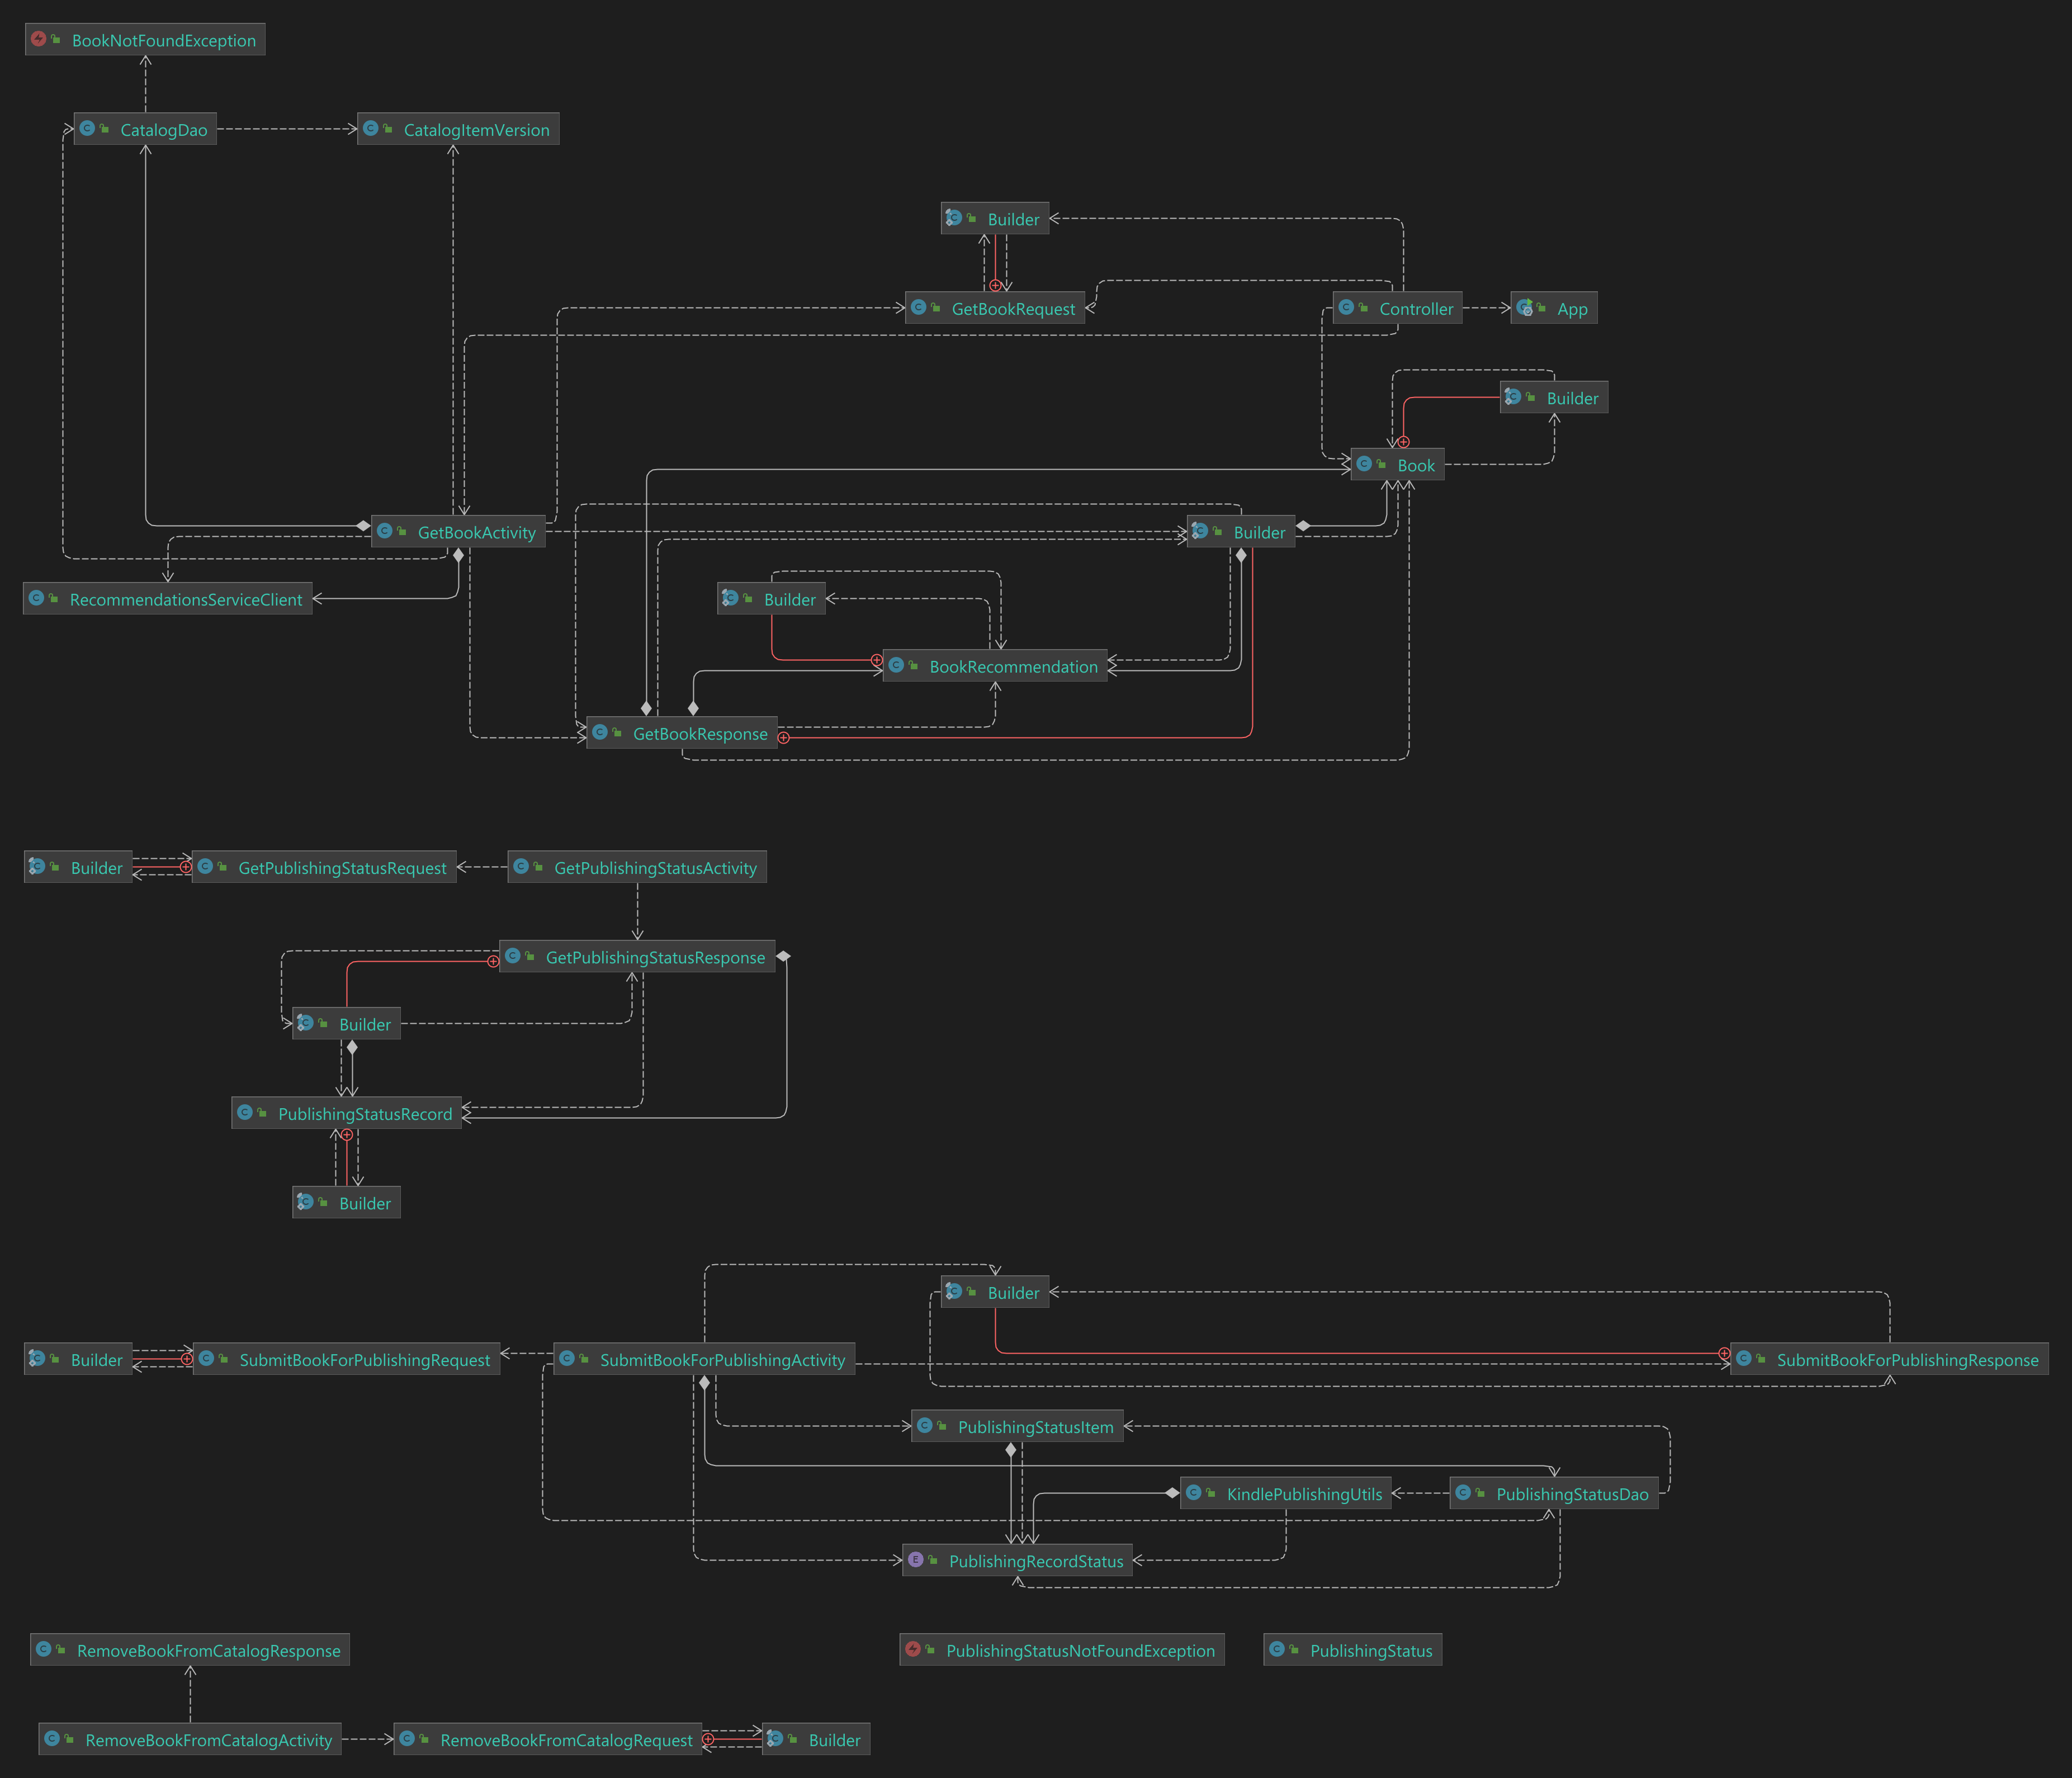 BookNotFoundException
CatalogDao
CatalogItemVersion
Builder
GetBookRequest
Controller
App
Builder
Book
GetBookActivity
Builder
RecommendationsServiceClient
Builder
BookRecommendation
GetBookResponse
Builder
GetPublishingStatusRequest
GetPublishingStatusActivity
GetPublishingStatusResponse
Builder
PublishingStatusRecord
Builder
Builder
Builder
SubmitBookForPublishingRequest
SubmitBookForPublishingActivity
SubmitBookForPublishingResponse
PublishingStatusItem
KindlePublishingUtils
PublishingStatusDao
PublishingRecordStatus
RemoveBookFromCatalogResponse
PublishingStatusNotFoundException
PublishingStatus
RemoveBookFromCatalogActivity
RemoveBookFromCatalogRequest
Builder